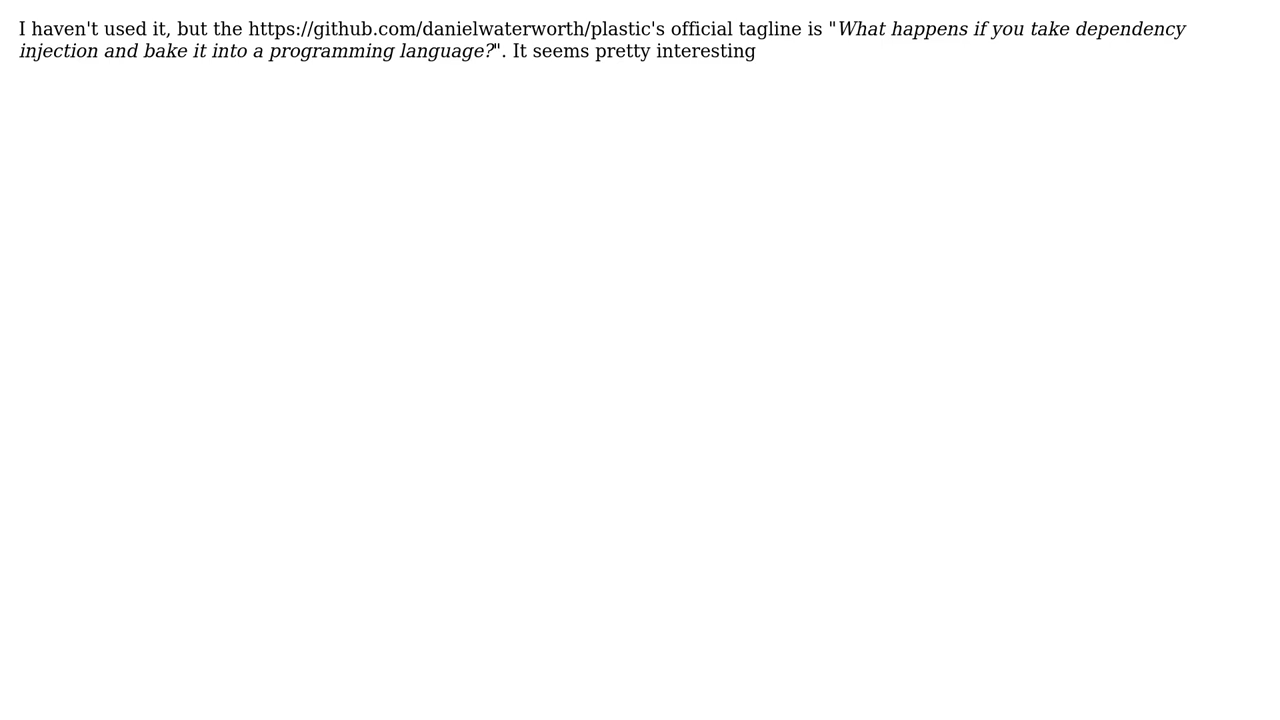 I haven't used it, but the https://github.com/danielwaterworth/plastic's official tagline is "What happens if you take dependency
injection and bake it into a programming language?". It seems pretty interesting